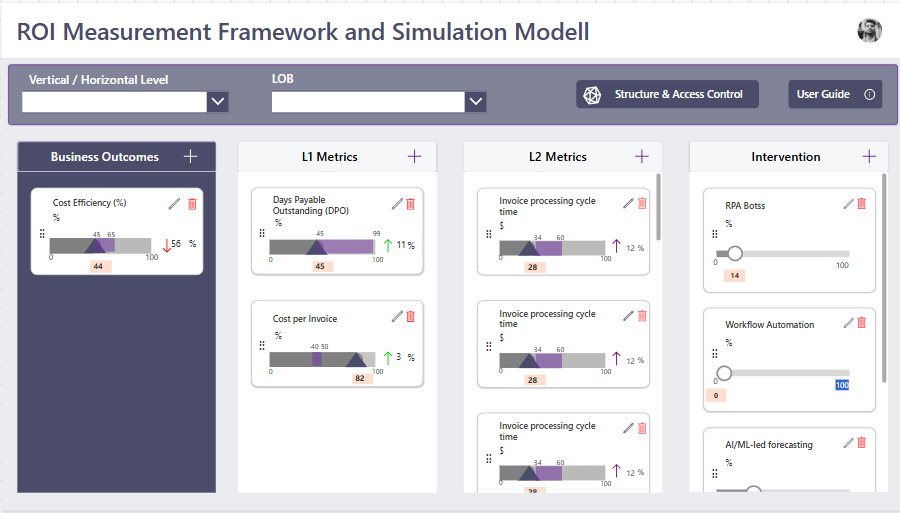 ROI Measurement Framework and Simulation Modell
Vertical / Horizontal Level
LOB
Structure & Access Control
User Guide
Business Outcomes
Cost Efficiency (%)
%
45 65
56 %
0 100
44
L1 Metrics
Days Payable
Outstanding (DPO)
%
45 99
11 %
0 100
45
Cost per Invoice
%
40 50
3 %
0 100
82
L2 Metrics
Invoice processing cycle
time
$
34 60
12 %
0 100
28
Invoice processing cycle
time
$
34 60
12 %
0 100
28
Invoice processing cycle
time
$
34 60
12 %
0 100
28
Intervention
RPA Botss
%
0 100
14
Workflow Automation
%
0 100
0
AI/ML-led forecasting
%